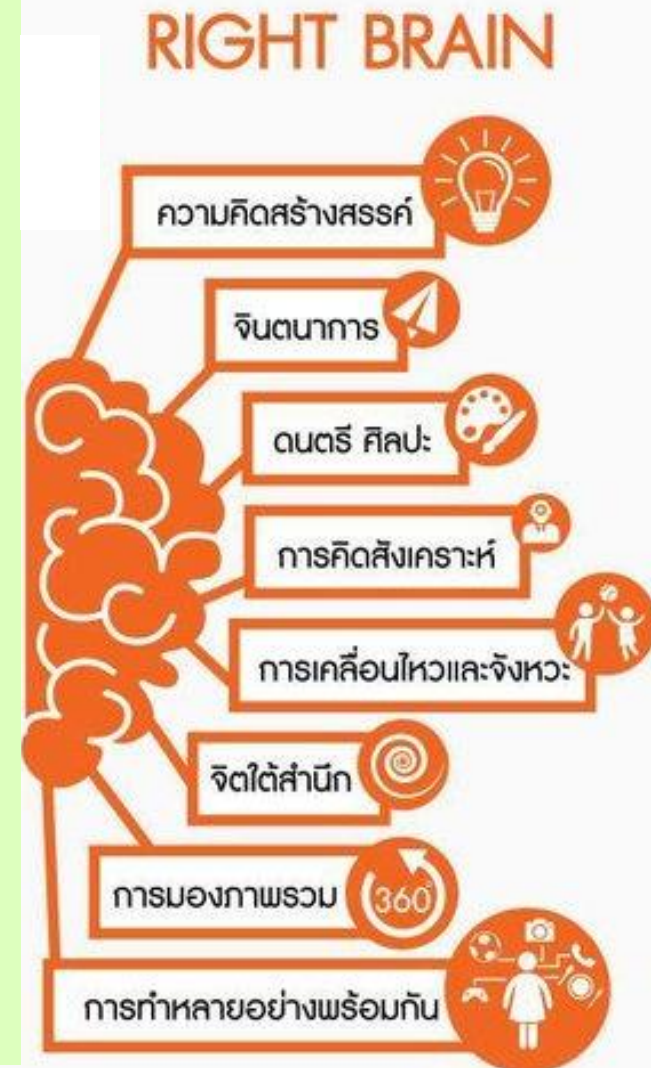 RIGHT BRAIN
ความคิดสร้างสรรค์
จินตนาการ
ดนตรี ศิลปะ
การคิดสังเคราะห์
การเคลื่อนไหวและจังหวะ
จิตใต้สำนึก
การมองภาพรวม
360°
การทำหลายอย่างพร้อมกัน